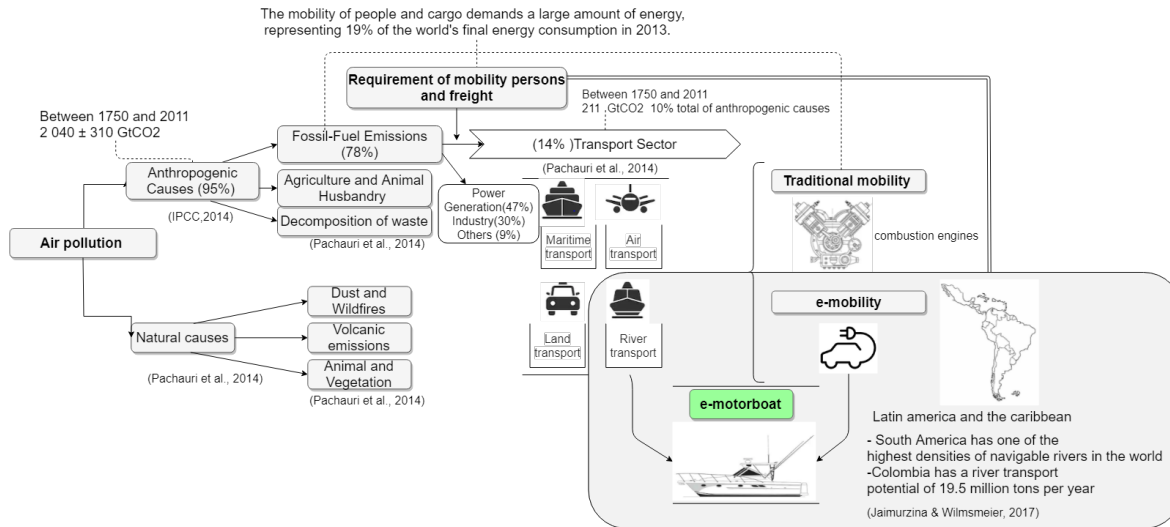 The mobility of people and cargo demands a large amount of energy,
representing 19% of the world's final energy consumption in 2013.
Requirement of mobility persons
and freight
Between 1750 and 2011
211 .GtCO2 10% total of anthropogenic causes
Between 1750 and 2011
2 040 ± 310 GtCO2
Fossil-Fuel Emissions
(78%)
(14% )Transport Sector
(Pachauri et al., 2014)
Anthropogenic
Causes (95%)
(IPCC,2014)
Agriculture and Animal
Husbandry
Decomposition of waste
(Pachauri et al., 2014)
Power
Generation(47%)
Industry(30%)
Others (9%)
Maritime
transport
Air
transport
Land
transport
River
transport
Traditional mobility
combustion engines
Air pollution
Natural causes
(Pachauri et al., 2014)
Dust and
Wildfires
Volcanic
emissions
Animal and
Vegetation
(Pachauri et al., 2014)
e-mobility
e-motorboat
Latin america and the caribbean
- South America has one of the
highest densities of navigable rivers in the world
-Colombia has a river transport
potential of 19.5 million tons per year
(Jaimurzina & Wilmsmeier, 2017)